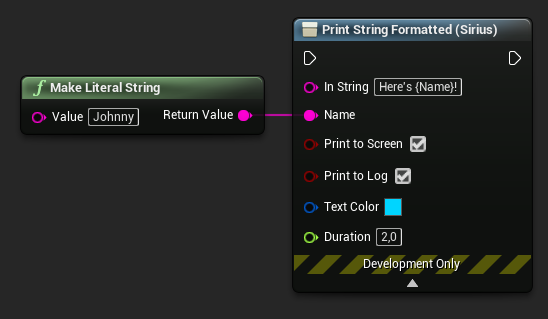 Print String Formatted (Sirius)
f Make Literal String
In String Here's {Name}!
Value Johnny Return Value
Name
Print to Screen
Print to Log
Text Color
Duration 2,0
Development Only